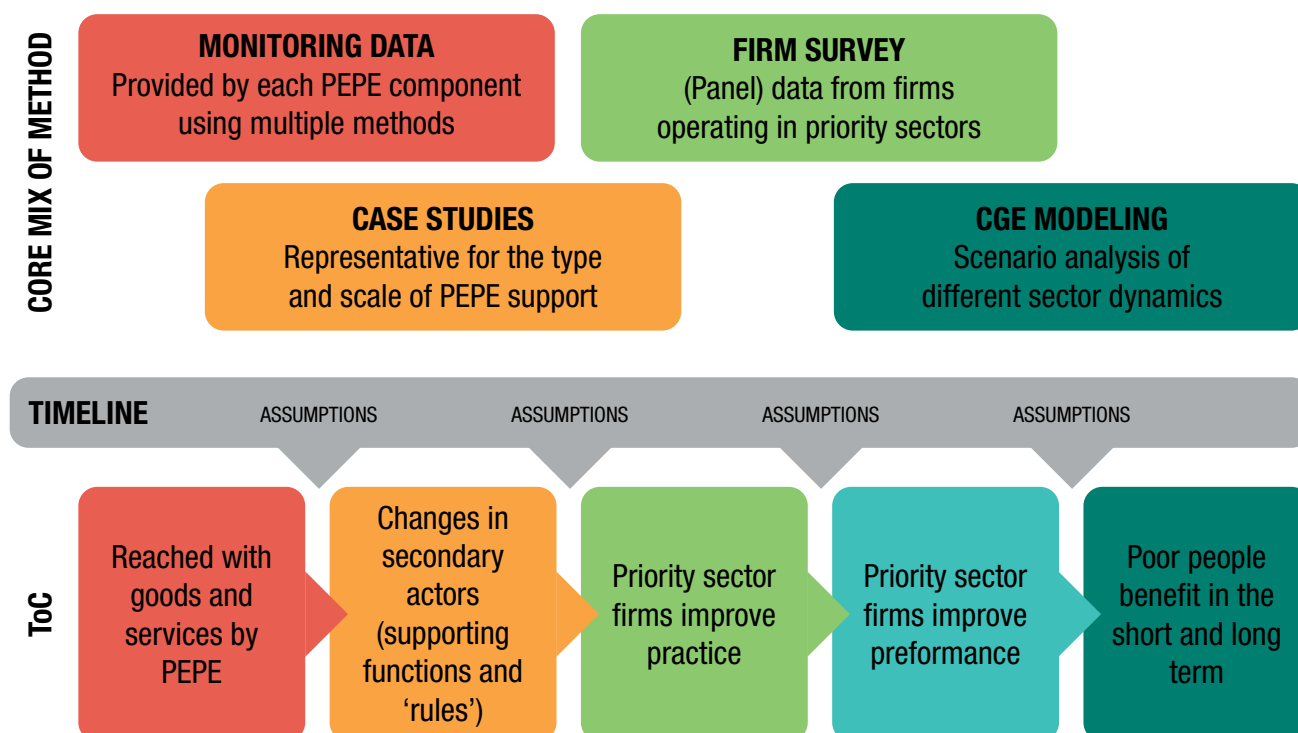 CORE MIX OF METHOD
MONITORING DATA
Provided by each PEPE component
using multiple methods
FIRM SURVEY
(Panel) data from firms
operating in priority sectors
CASE STUDIES
Representative for the type
and scale of PEPE support
CGE MODELING
Scenario analysis of
different sector dynamics
TIMELINE
ASSUMPTIONS
ASSUMPTIONS
ASSUMPTIONS
ASSUMPTIONS
ToC
Reached with
goods and
services by
PEPE
Changes in
secondary
actors
(supporting
functions and
‘rules’)
Priority sector
firms improve
practice
Priority sector
firms improve
preformance
Poor people
benefit in the
short and long
term